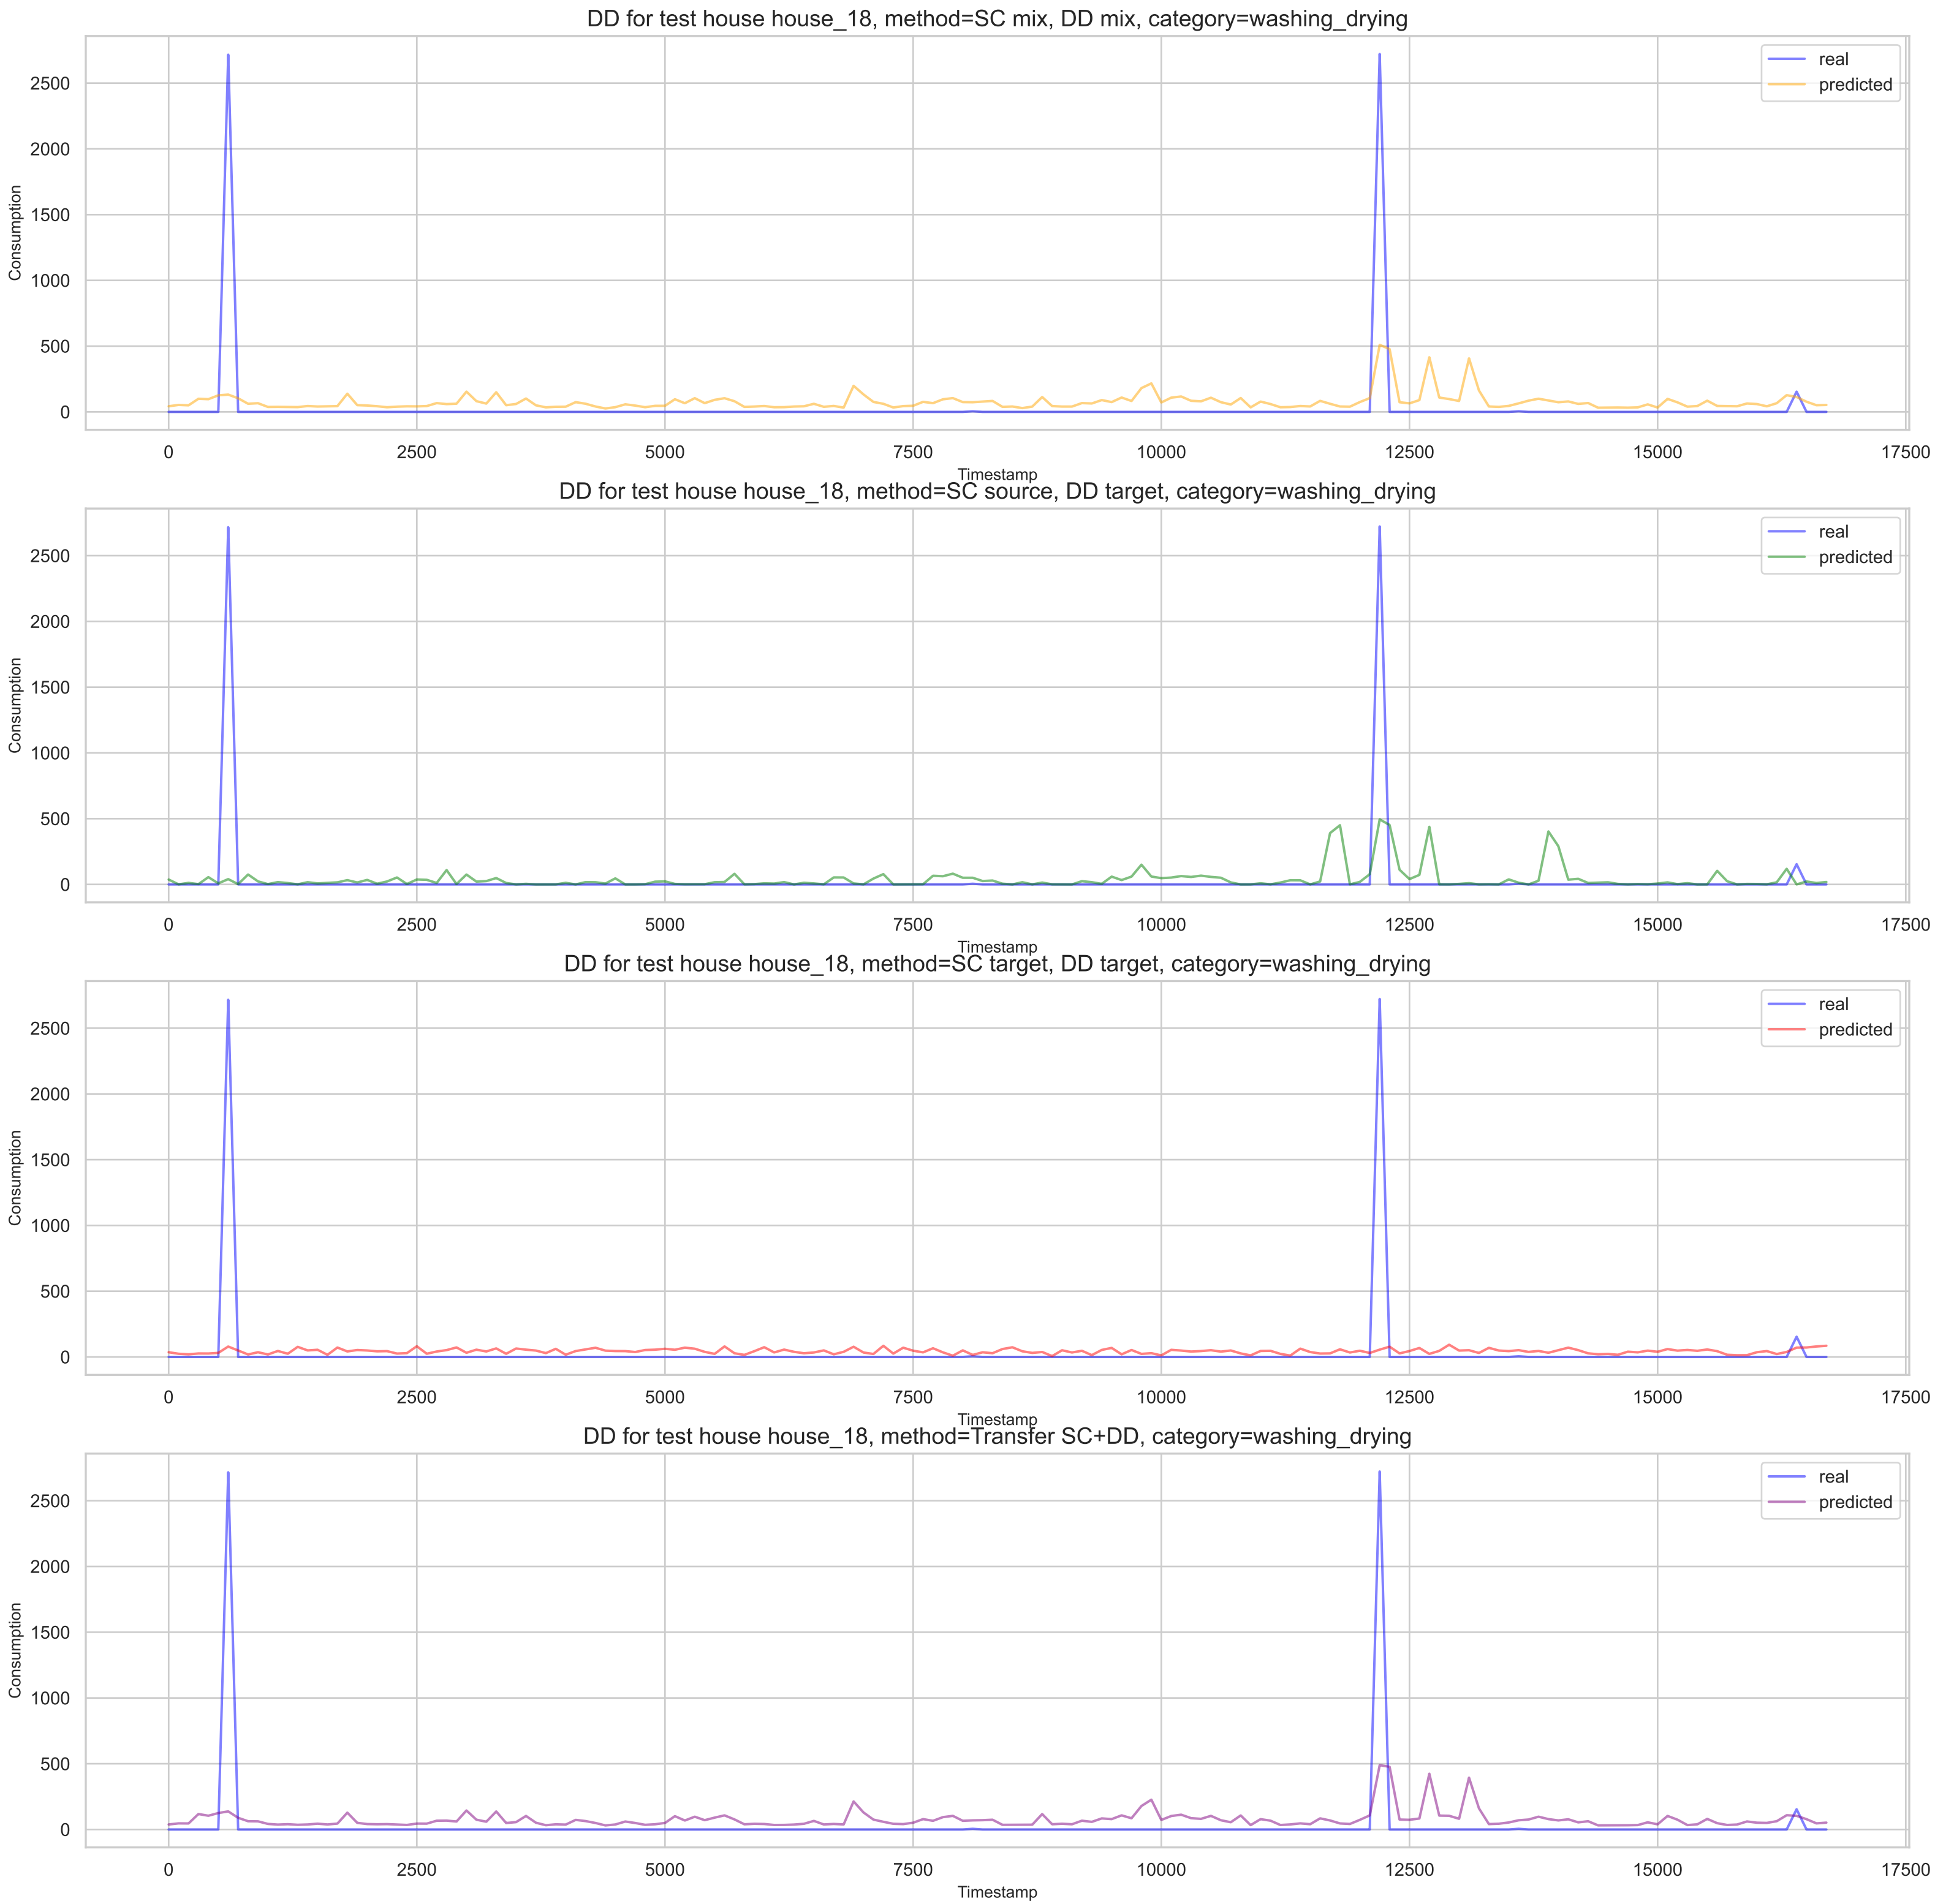 DD for test house house_18, method=SC mix, DD mix, category=washing_drying
real
predicted
Consumption
2500
2000
1500
1000
500
0
0 2500 5000 7500 10000 12500 15000 17500
Timestamp
DD for test house house_18, method=SC source, DD target, category=washing_drying
real
predicted
Consumption
2500
2000
1500
1000
500
0
0 2500 5000 7500 10000 12500 15000 17500
Timestamp
DD for test house house_18, method=SC target, DD target, category=washing_drying
real
predicted
Consumption
2500
2000
1500
1000
500
0
0 2500 5000 7500 10000 12500 15000 17500
Timestamp
DD for test house house_18, method=Transfer SC+DD, category=washing_drying
real
predicted
Consumption
2500
2000
1500
1000
500
0
0 2500 5000 7500 10000 12500 15000 17500
Timestamp